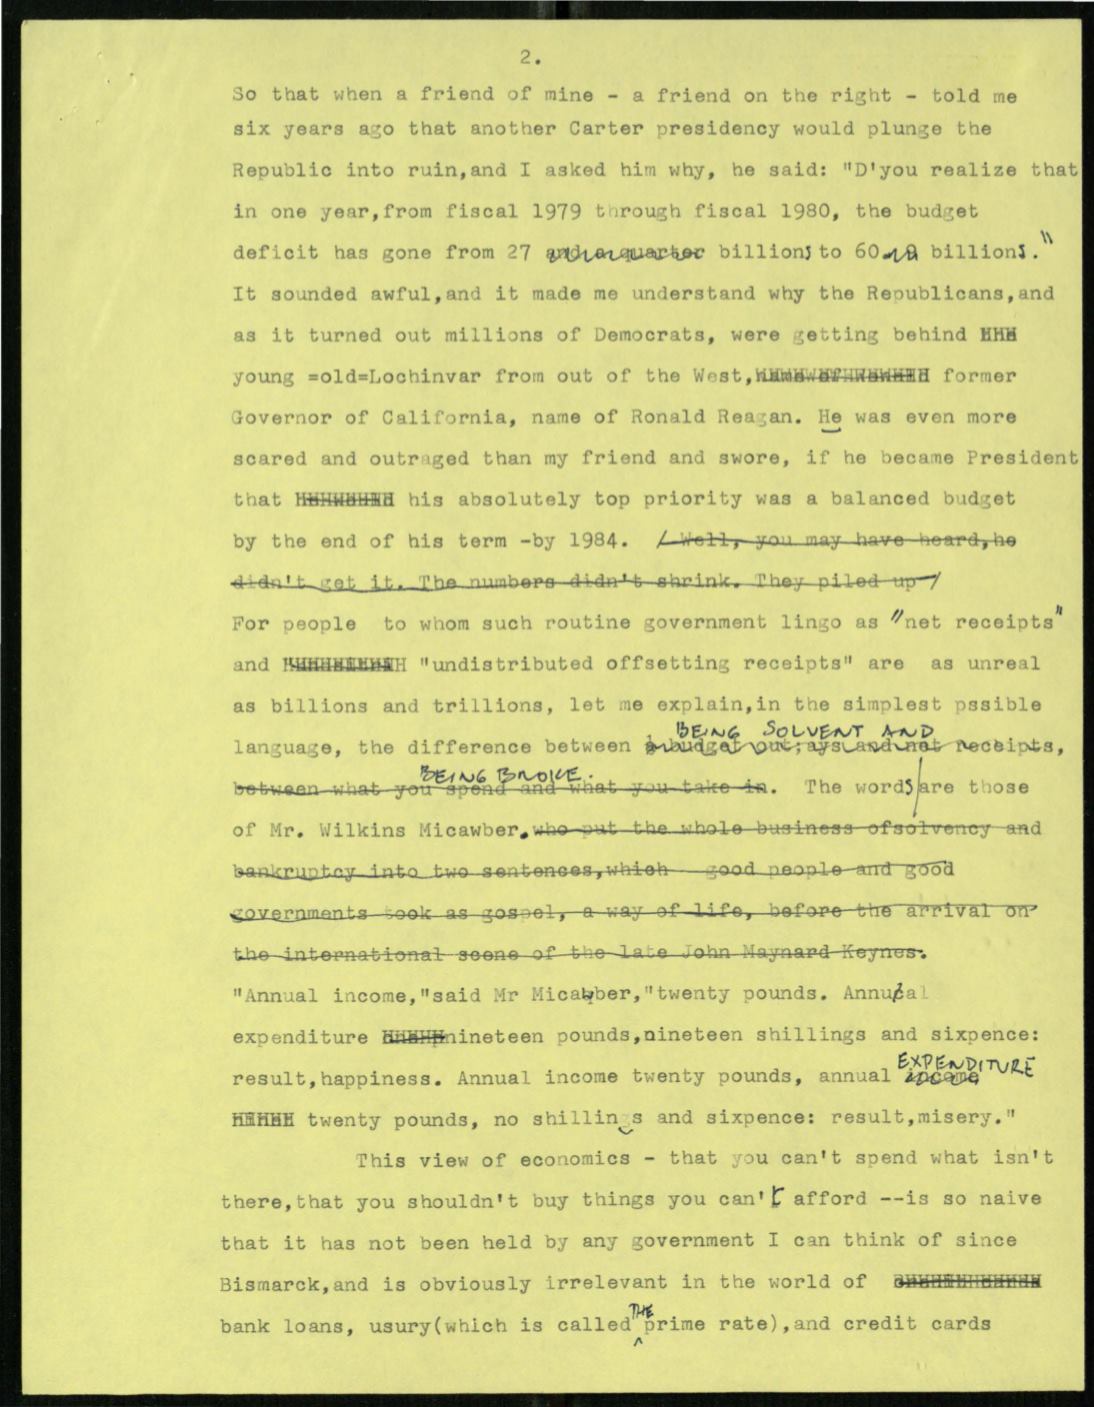 2.
So that when a friend of mine - a friend on the right - told me
six years ago that another Carter presidency would plunge the
Republic into ruin,and I asked him why, he said: "D'you realize that
in one year,from fiscal 1979 through fiscal 1980, the budget
deficit has gone from 27 and a quarter billions to 60 billions."
It sounded awful,and it made me understand why the Republicans,and
as it turned out millions of Democrats, were getting behind
young =old=Lochinvar from out of the West, former
Governor of California, name of Ronald Reagan. He was even more
scared and outraged than my friend and swore, if he became President
that his absolutely top priority was a balanced budget
by the end of his term -by 1984. / Well, you may have heard,he
didn't get it. The numbers didn't shrink. They piled up /
For people to whom such routine government lingo as "net receipts"
and "undistributed offsetting receipts" are as unreal
as billions and trillions, let me explain,in the simplest pssible
BEING SOLVENT AND
language, the difference between a budget out;ays and net receipts,
BEING BROKE.
between what you spend and what you take in. The words are those
of Mr. Wilkins Micawber.who put the whole business ofsolvency and
bankruptcy into two sentences,which good people and good
governments took as gospel, a way of life, before the arrival on
the international scene of the late John Maynard Keynes.
"Annual income,"said Mr Micawber,"twenty pounds. Annual
expenditure nineteen pounds,nineteen shillings and sixpence:
EXPENDITURE
result,happiness. Annual income twenty pounds, annual income
twenty pounds, no shillings and sixpence: result,misery."
This view of economics - that you can't spend what isn't
there,that you shouldn't buy things you can't afford --is so naive
that it has not been held by any government I can think of since
Bismarck,and is obviously irrelevant in the world of
THE
bank loans, usury(which is called prime rate),and credit cards